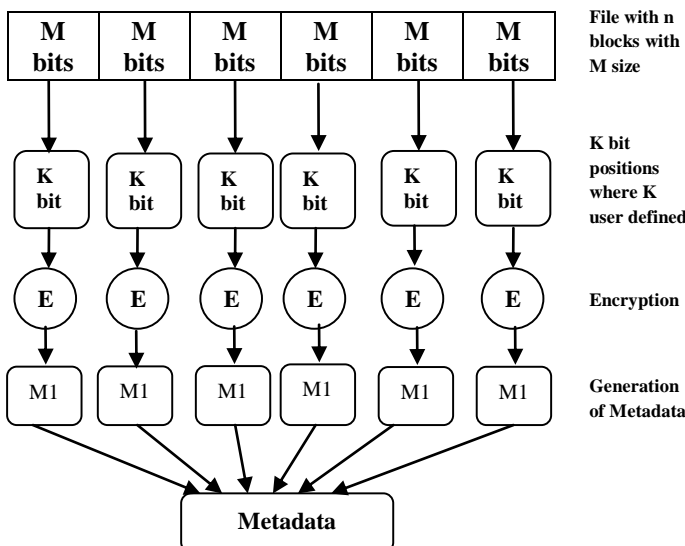 M bits M bits M bits M bits M bits M bits
File with n
blocks with
M size
K bit K bit K bit K bit K bit K bit
K bit
positions
where K
user defined
E E E E E E
Encryption
M1 M1 M1 M1 M1 M1
Generation
of Metadata
Metadata